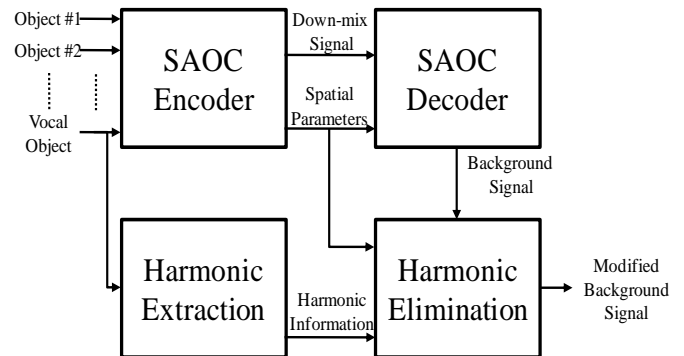 Object #1
Object #2
Vocal
Object
SAOC
Encoder
Down-mix
Signal
Spatial
Parameters
SAOC
Decoder
Background
Signal
Harmonic
Extraction
Harmonic
Information
Harmonic
Elimination
Modified
Background
Signal